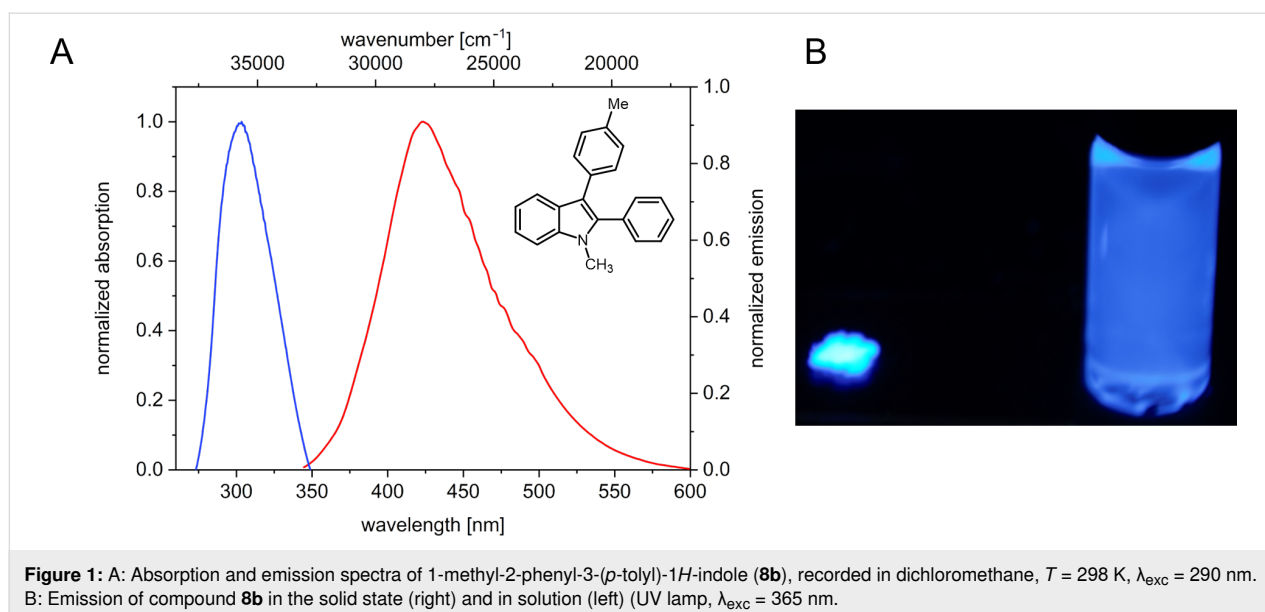 A
B
wavenumber [cm⁻¹]
35000 30000 25000 20000
normalized absorption
1.0
0.8
0.6
0.4
0.2
0.0
1.0
0.8
0.6
0.4
0.2
0.0
normalized emission
Me
N
CH₃
300 350 400 450 500 550 600
wavelength [nm]
Figure 1: A: Absorption and emission spectra of 1-methyl-2-phenyl-3-(p-tolyl)-1H-indole (8b), recorded in dichloromethane, T = 298 K, λexc = 290 nm.
B: Emission of compound 8b in the solid state (right) and in solution (left) (UV lamp, λexc = 365 nm.